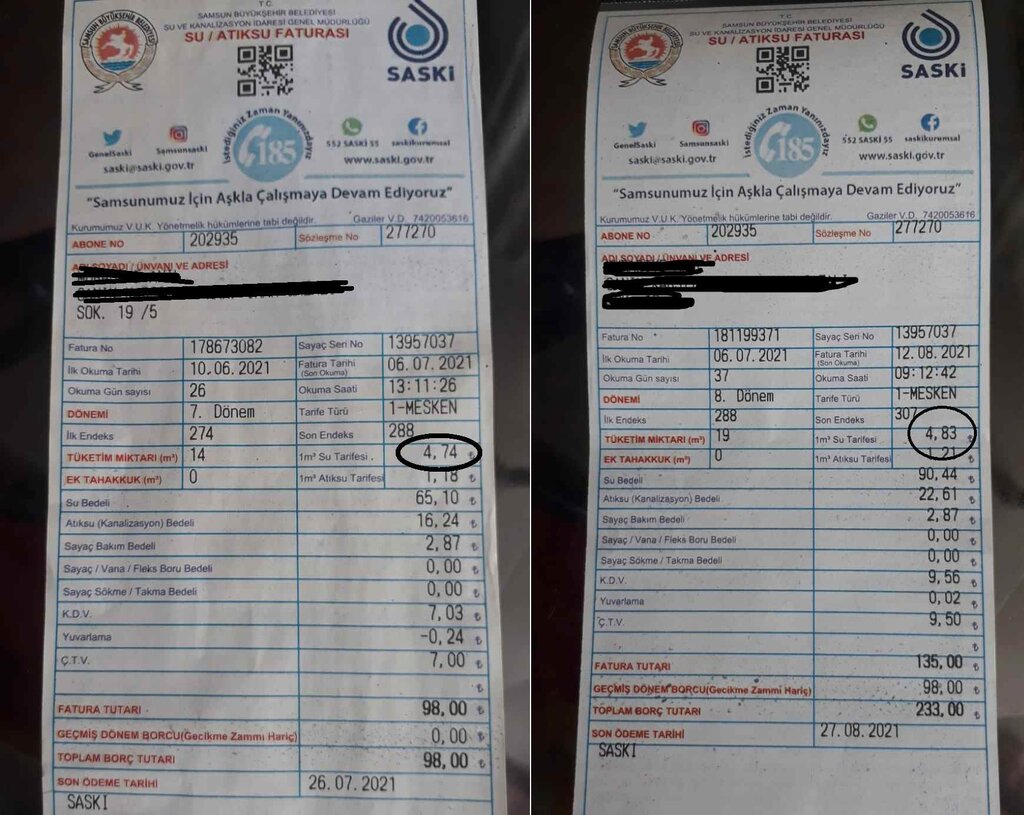 T.C.
SAMSUN BÜYÜKŞEHİR BELEDİYESİ
SU VE KANALİZASYON İDARESİ GENEL MÜDÜRLÜĞÜ
SU / ATIKSU FATURASI
SAMSUN BÜYÜKŞEHİR BELEDİYESİ
SASKİ
İstediğiniz Zaman Yanınızdayız
185
GenelSaski
Samsunsaski
552 SASKİ 55
saskikurumsal
saski@saski.gov.tr
www.saski.gov.tr
“Samsunumuz İçin Aşkla Çalışmaya Devam Ediyoruz”
Kurumumuz V.U.K. Yönetmelik hükümlerine tabi değildir. Gaziler V.D. 7420053616
ABONE NO 202935 Sözleşme No 277270
ADI SOYADI / ÜNVANI VE ADRESİ
SOK. 19 /5
Fatura No 178673082 Sayaç Seri No 13957037
İlk Okuma Tarihi 10.06.2021 Fatura Tarihi (Son Okuma) 06.07.2021
Okuma Gün sayısı 26 Okuma Saati 13:11:26
DÖNEMİ 7. Dönem Tarife Türü 1-MESKEN
İlk Endeks 274 Son Endeks 288
TÜKETİM MİKTARI (m³) 14 1m³ Su Tarifesi 4,74 ₺
EK TAHAKKUK (m³) 0 1m³ Atıksu Tarifesi 1,18 ₺
Su Bedeli 65,10 ₺
Atıksu (Kanalizasyon) Bedeli 16,24 ₺
Sayaç Bakım Bedeli 2,87 ₺
Sayaç / Vana / Fleks Boru Bedeli 0,00 ₺
Sayaç Sökme / Takma Bedeli 0,00 ₺
K.D.V. 7,03 ₺
Yuvarlama -0,24 ₺
Ç.T.V. 7,00 ₺
₺
FATURA TUTARI 98,00 ₺
GEÇMİŞ DÖNEM BORCU(Gecikme Zammı Hariç) 0,00 ₺
TOPLAM BORÇ TUTARI 98,00 ₺
SON ÖDEME TARİHİ 26.07.2021
SASKI
T.C.
SAMSUN BÜYÜKŞEHİR BELEDİYESİ
SU VE KANALİZASYON İDARESİ GENEL MÜDÜRLÜĞÜ
SU / ATIKSU FATURASI
SAMSUN BÜYÜKŞEHİR BELEDİYESİ
SASKİ
İstediğiniz Zaman Yanınızdayız
185
GenelSaski
Samsunsaski
552 SASKİ 55
saskikurumsal
saski@saski.gov.tr
www.saski.gov.tr
“Samsunumuz İçin Aşkla Çalışmaya Devam Ediyoruz”
Kurumumuz V.U.K. Yönetmelik hükümlerine tabi değildir. Gaziler V.D. 7420053616
ABONE NO 202935 Sözleşme No 277270
ADI SOYADI / ÜNVANI VE ADRESİ
Fatura No 181199371 Sayaç Seri No 13957037
İlk Okuma Tarihi 06.07.2021 Fatura Tarihi (Son Okuma) 12.08.2021
Okuma Gün sayısı 37 Okuma Saati 09:12:42
DÖNEMİ 8. Dönem Tarife Türü 1-MESKEN
İlk Endeks 288 Son Endeks 307
TÜKETİM MİKTARI (m³) 19 1m³ Su Tarifesi 4,83 ₺
EK TAHAKKUK (m³) 0 1m³ Atıksu Tarifesi 1,21 ₺
Su Bedeli 90,44 ₺
Atıksu (Kanalizasyon) Bedeli 22,61 ₺
Sayaç Bakım Bedeli 2,87 ₺
Sayaç / Vana / Fleks Boru Bedeli 0,00 ₺
Sayaç Sökme / Takma Bedeli 0,00 ₺
K.D.V. 9,56 ₺
Yuvarlama 0,02 ₺
Ç.T.V. 9,50 ₺
₺
FATURA TUTARI 135,00 ₺
GEÇMİŞ DÖNEM BORCU(Gecikme Zammı Hariç) 98,00 ₺
TOPLAM BORÇ TUTARI 233,00 ₺
SON ÖDEME TARİHİ 27.08.2021
SASKI